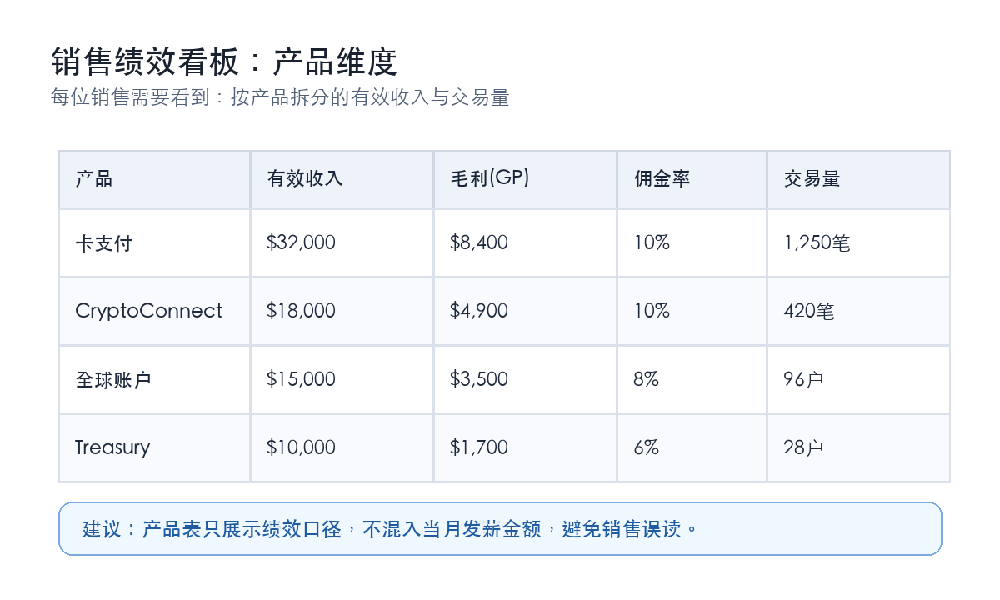 销售绩效看板：产品维度
每位销售需要看到：按产品拆分的有效收入与交易量
产品 有效收入 毛利(GP) 佣金率 交易量
卡支付 $32,000 $8,400 10% 1,250笔
CryptoConnect $18,000 $4,900 10% 420笔
全球账户 $15,000 $3,500 8% 96户
Treasury $10,000 $1,700 6% 28户
建议：产品表只展示绩效口径，不混入当月发薪金额，避免销售误读。